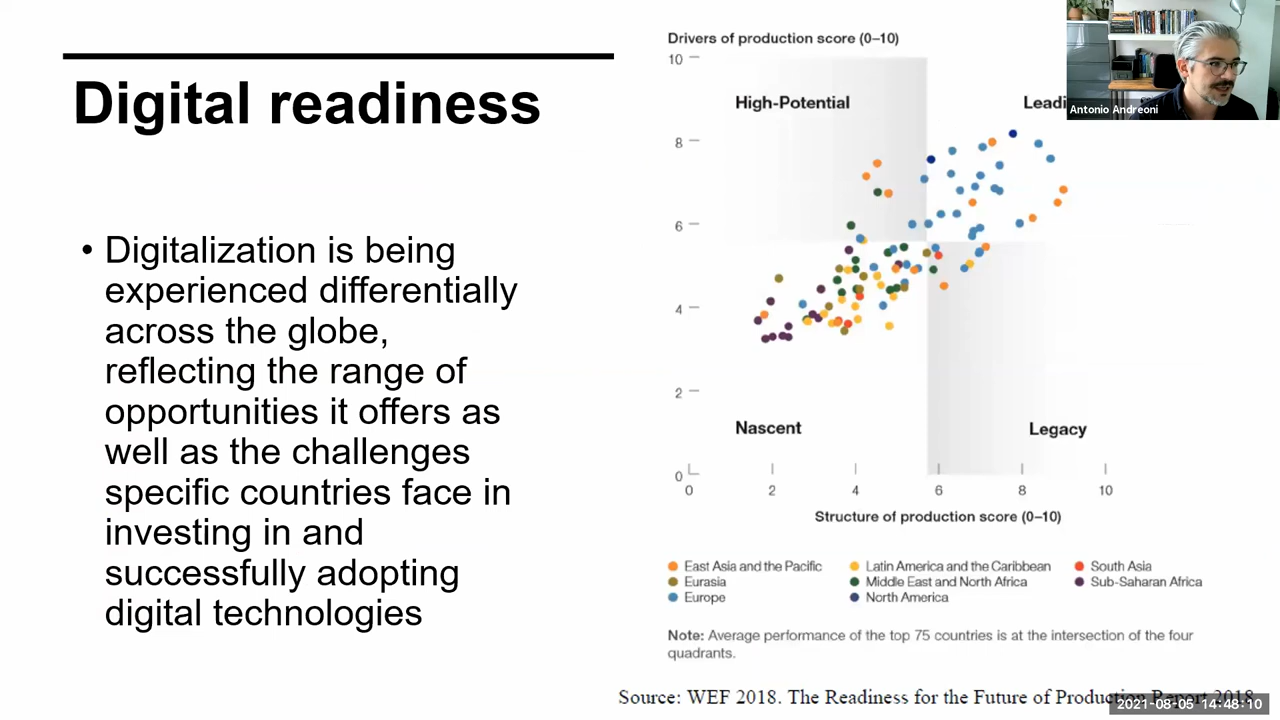 Digital readiness
• Digitalization is being
experienced differentially
across the globe,
reflecting the range of
opportunities it offers as
well as the challenges
specific countries face in
investing in and
successfully adopting
digital technologies
Drivers of production score (0–10)
10
8
6
4
2
0
High-Potential
Nascent
Legacy
0 2 4 6 8 10
Structure of production score (0–10)
East Asia and the Pacific
Eurasia
Europe
Latin America and the Caribbean
Middle East and North Africa
North America
South Asia
Sub-Saharan Africa
Note: Average performance of the top 75 countries is at the intersection of the four
quadrants.
Source: WEF 2018. The Readiness for the Future of Production Report 2018
Antonio Andreoni
2021-08-05 14:48:10